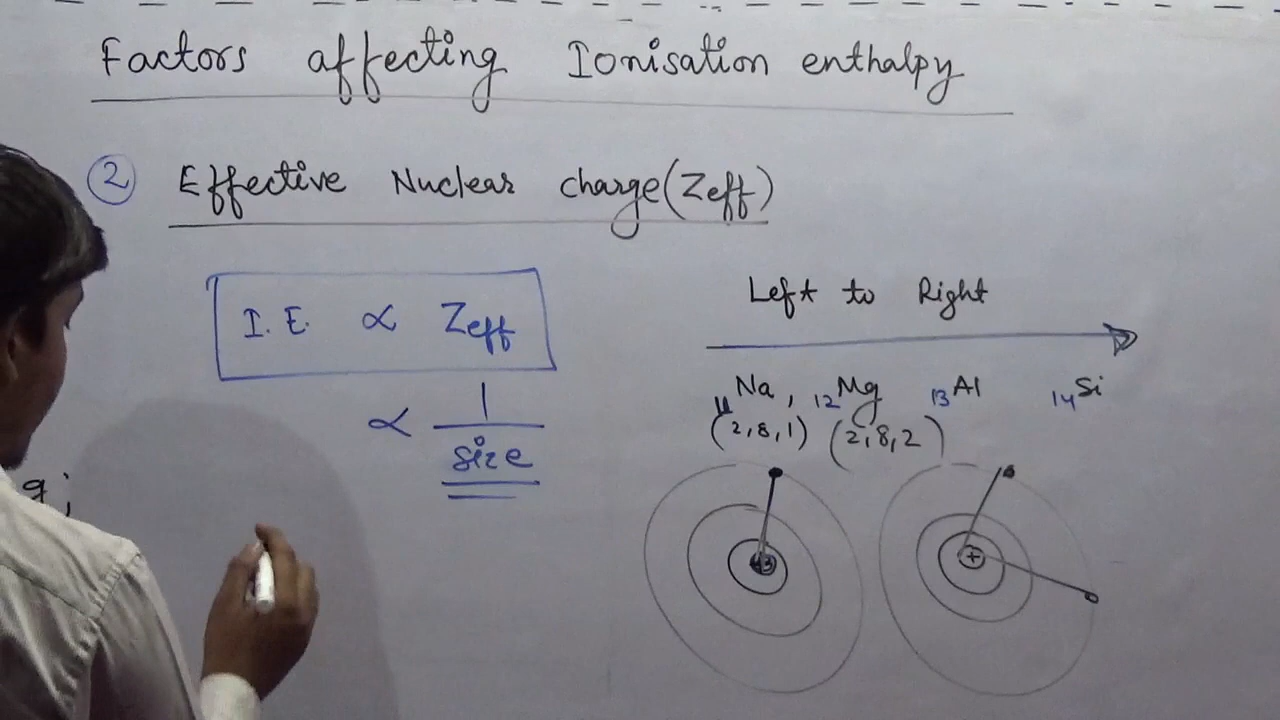 Factors affecting Ionisation enthalpy
2 Effective Nuclear charge (Zeff)
I.E. ∝ Zeff
∝ 1
size
Left to Right
11Na, 12Mg 13Al 14Si
(2,8,1) (2,8,2)
g;
+